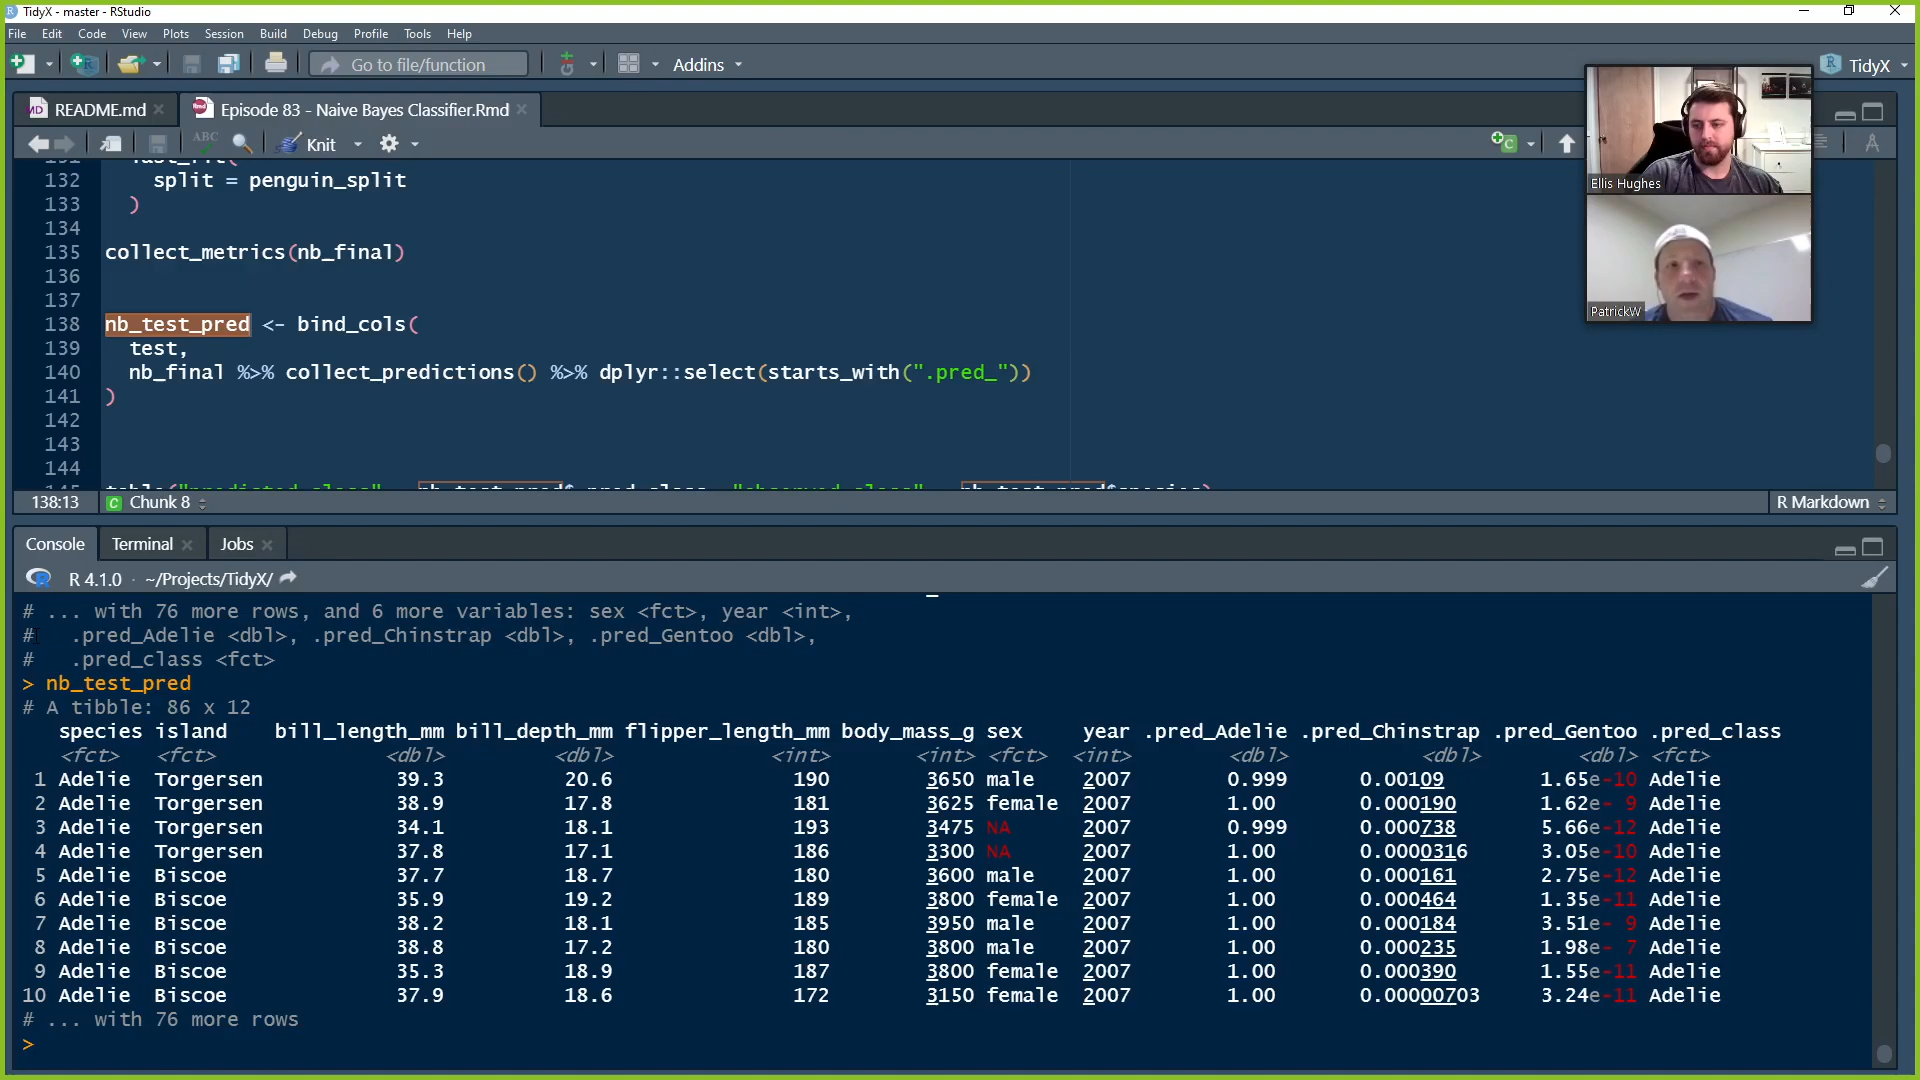 TidyX - master - RStudio
File Edit Code View Plots Session Build Debug Profile Tools Help
Go to file/function Addins TidyX
README.md Episode 83 - Naive Bayes Classifier.Rmd
ABC Knit
132 split = penguin_split
133 )
134
135 collect_metrics(nb_final)
136
137
138 nb_test_pred <- bind_cols(
139 test,
140 nb_final %>% collect_predictions() %>% dplyr::select(starts_with(".pred_"))
141 )
142
143
144
138:13 Chunk 8 R Markdown
Ellis Hughes
PatrickW
Console Terminal Jobs
R 4.1.0 · ~/Projects/TidyX/
# ... with 76 more rows, and 6 more variables: sex <fct>, year <int>,
# .pred_Adelie <dbl>, .pred_Chinstrap <dbl>, .pred_Gentoo <dbl>,
# .pred_class <fct>
> nb_test_pred
# A tibble: 86 x 12
species island bill_length_mm bill_depth_mm flipper_length_mm body_mass_g sex year .pred_Adelie .pred_Chinstrap .pred_Gentoo .pred_class
<fct> <fct> <dbl> <dbl> <int> <int> <fct> <int> <dbl> <dbl> <dbl> <fct>
1 Adelie Torgersen 39.3 20.6 190 3650 male 2007 0.999 0.00109 1.65e-10 Adelie
2 Adelie Torgersen 38.9 17.8 181 3625 female 2007 1.00 0.000190 1.62e- 9 Adelie
3 Adelie Torgersen 34.1 18.1 193 3475 NA 2007 0.999 0.000738 5.66e-12 Adelie
4 Adelie Torgersen 37.8 17.1 186 3300 NA 2007 1.00 0.0000316 3.05e-10 Adelie
5 Adelie Biscoe 37.7 18.7 180 3600 male 2007 1.00 0.000161 2.75e-12 Adelie
6 Adelie Biscoe 35.9 19.2 189 3800 female 2007 1.00 0.000464 1.35e-11 Adelie
7 Adelie Biscoe 38.2 18.1 185 3950 male 2007 1.00 0.000184 3.51e- 9 Adelie
8 Adelie Biscoe 38.8 17.2 180 3800 male 2007 1.00 0.000235 1.98e- 7 Adelie
9 Adelie Biscoe 35.3 18.9 187 3800 female 2007 1.00 0.000390 1.55e-11 Adelie
10 Adelie Biscoe 37.9 18.6 172 3150 female 2007 1.00 0.00000703 3.24e-11 Adelie
# ... with 76 more rows
>